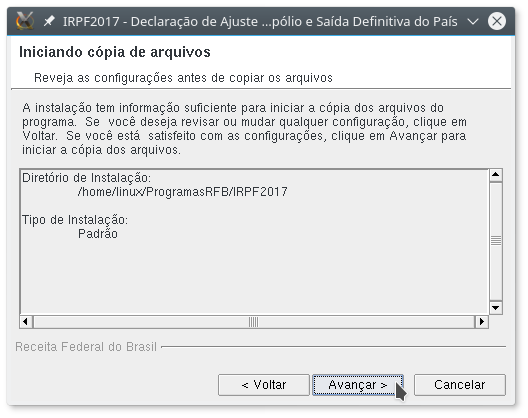 IRPF2017 - Declaração de Ajuste ...pólio e Saída Definitiva do País
Iniciando cópia de arquivos
Reveja as configurações antes de copiar os arquivos
A instalação tem informação suficiente para iniciar a cópia dos arquivos do
programa. Se você deseja revisar ou mudar qualquer configuração, clique em
Voltar. Se você está satisfeito com as configurações, clique em Avançar para
iniciar a cópia dos arquivos.
Diretório de Instalação:
/home/linux/ProgramasRFB/IRPF2017
Tipo de Instalação:
Padrão
Receita Federal do Brasil
< Voltar
Avançar >
Cancelar